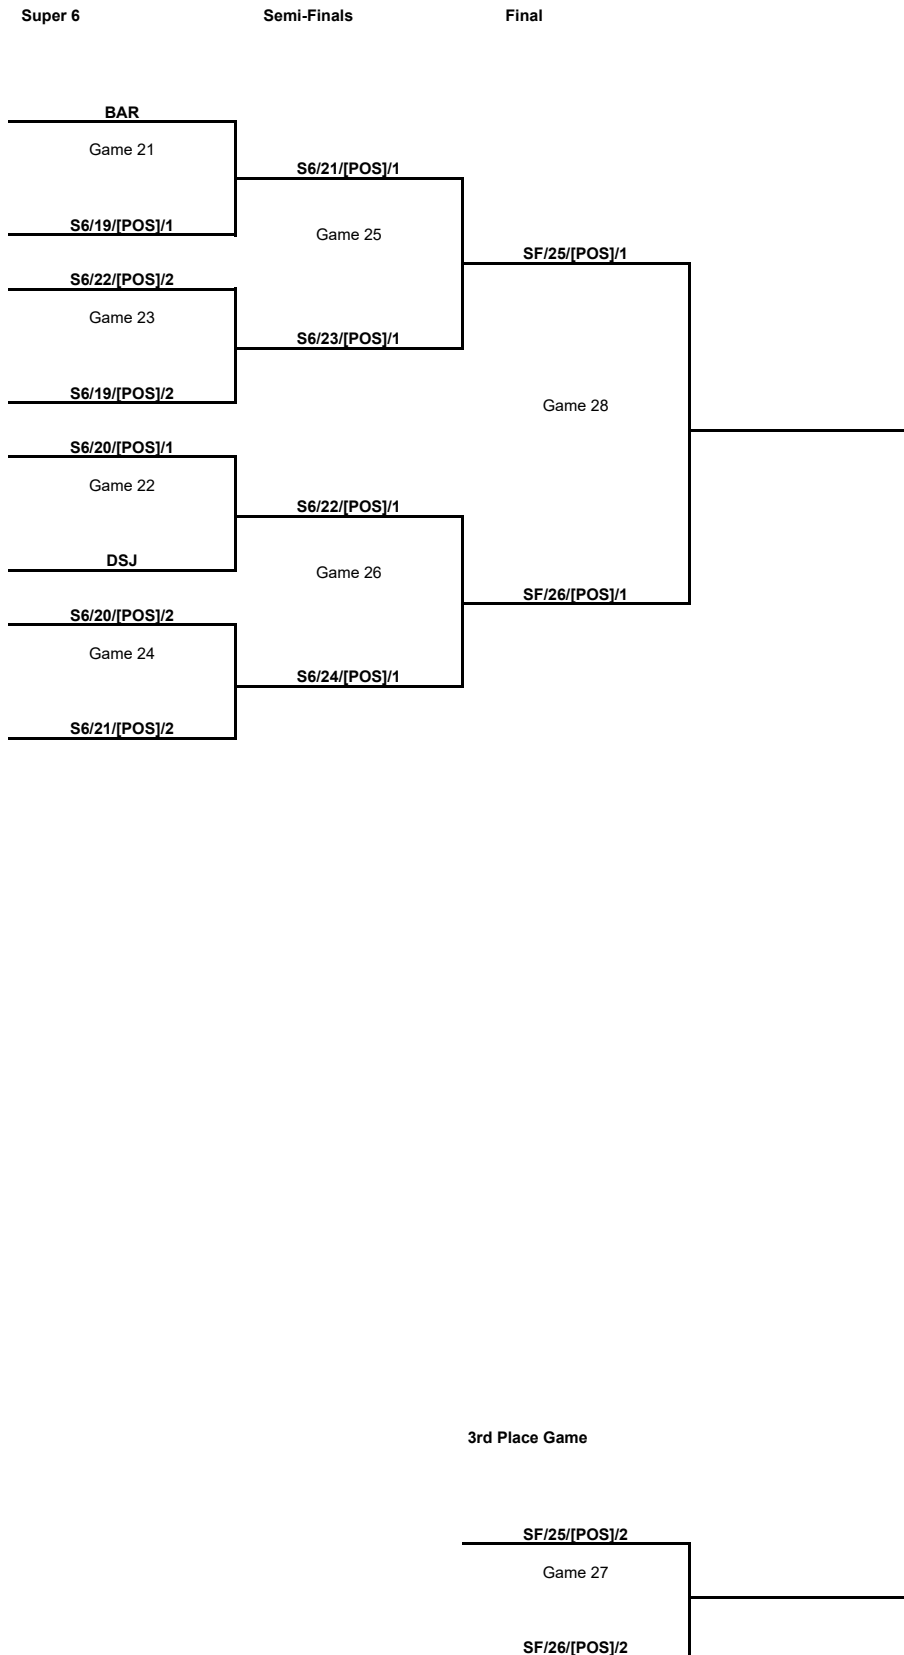 Super 6 Semi-Finals Final
BAR
Game 21
S6/21/[POS]/1
S6/19/[POS]/1
Game 25
SF/25/[POS]/1
S6/22/[POS]/2
Game 23
S6/23/[POS]/1
S6/19/[POS]/2
Game 28
S6/20/[POS]/1
Game 22
S6/22/[POS]/1
DSJ
Game 26
SF/26/[POS]/1
S6/20/[POS]/2
Game 24
S6/24/[POS]/1
S6/21/[POS]/2
3rd Place Game
SF/25/[POS]/2
Game 27
SF/26/[POS]/2